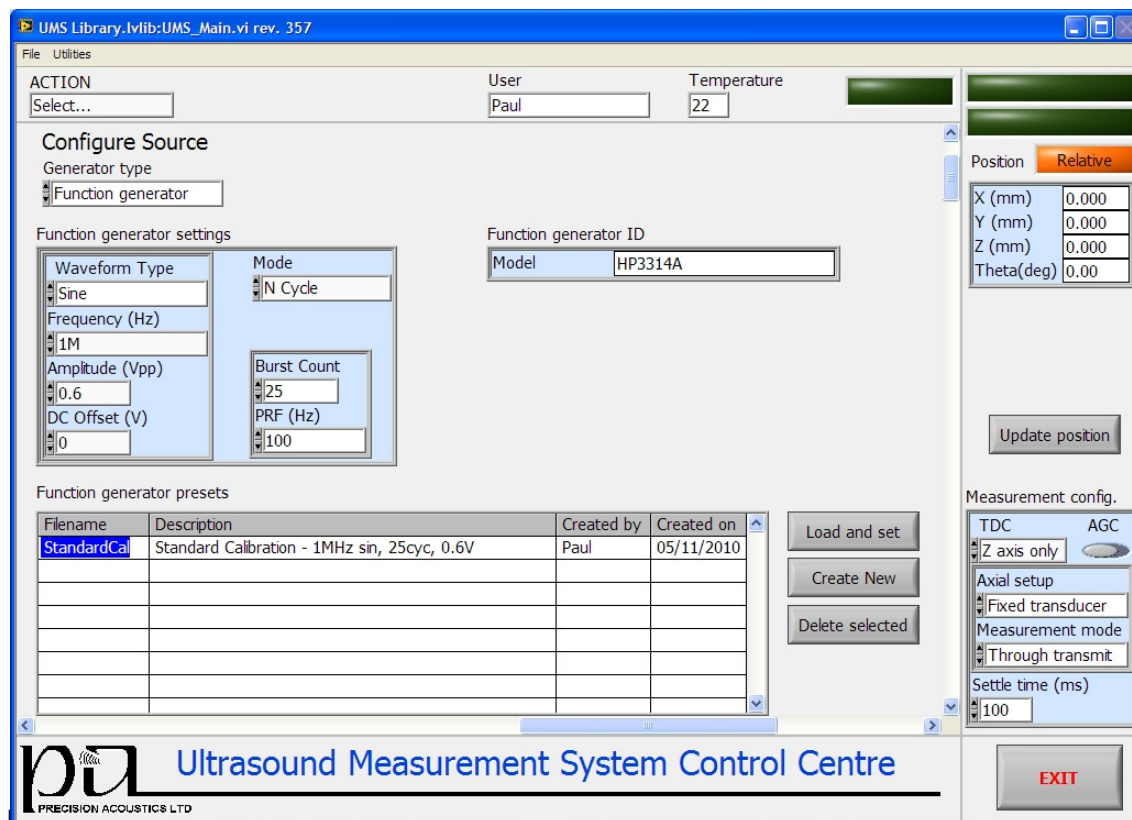 UMS Library.lvlib:UMS_Main.vi rev. 357
File Utilities
ACTION
Select...
User
Paul
Temperature
22
Configure Source
Generator type
Function generator
Function generator settings
Waveform Type
Sine
Frequency (Hz)
1M
Amplitude (Vpp)
0.6
DC Offset (V)
0
Mode
N Cycle
Burst Count
25
PRF (Hz)
100
Function generator ID
Model HP3314A
Function generator presets
Filename Description Created by Created on
StandardCal Standard Calibration - 1MHz sin, 25cyc, 0.6V Paul 05/11/2010
Load and set
Create New
Delete selected
Position Relative
X (mm) 0.000
Y (mm) 0.000
Z (mm) 0.000
Theta(deg) 0.00
Update position
Measurement config.
TDC AGC
Z axis only
Axial setup
Fixed transducer
Measurement mode
Through transmit
Settle time (ms)
100
pa
PRECISION ACOUSTICS LTD
Ultrasound Measurement System Control Centre
EXIT